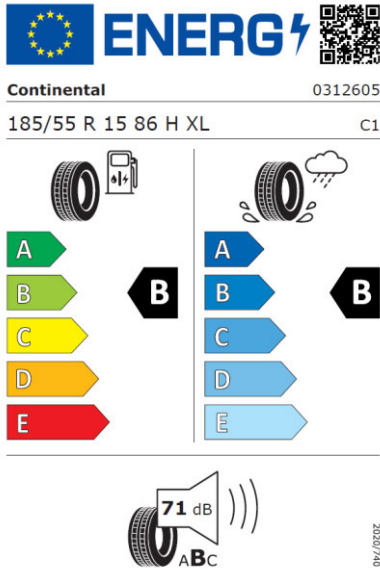 ENERG
Continental 0312605
185/55 R 15 86 H XL C1
A A
B B B B
C C
D D
E E
71 dB
ABC
2020/740